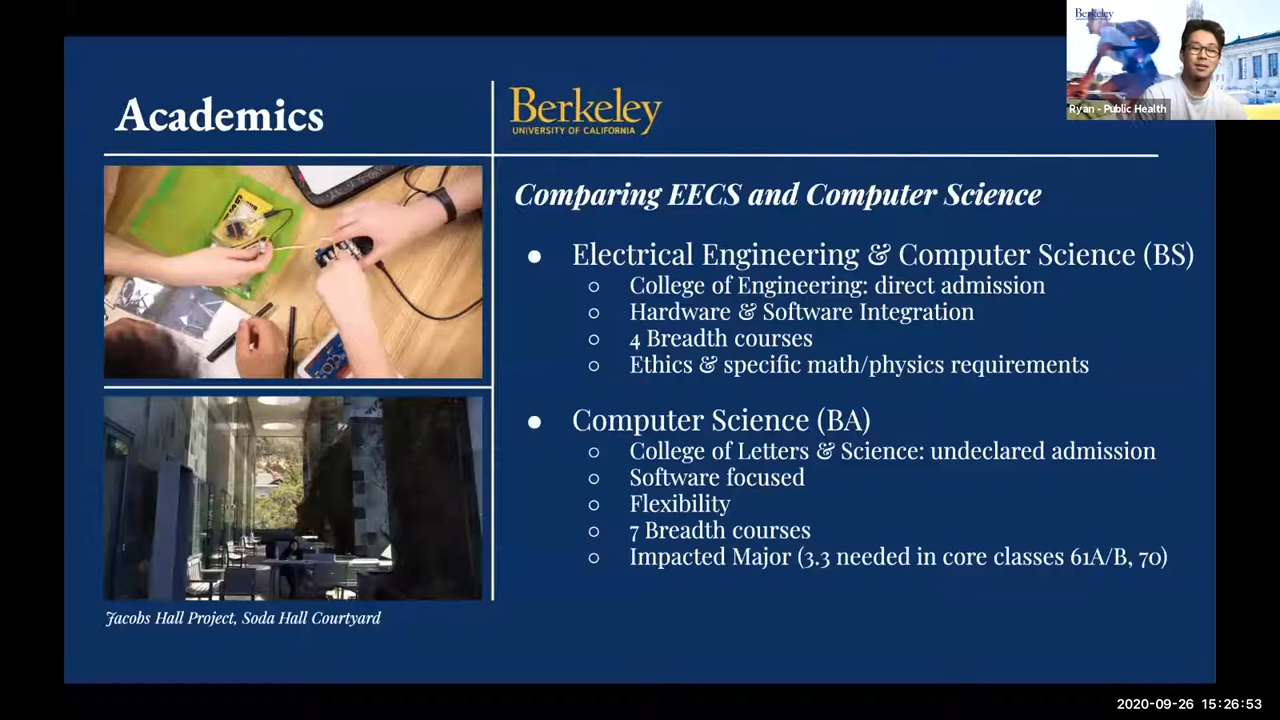 Academics
Berkeley
UNIVERSITY OF CALIFORNIA
Comparing EECS and Computer Science
● Electrical Engineering & Computer Science (BS)
○ College of Engineering: direct admission
○ Hardware & Software Integration
○ 4 Breadth courses
○ Ethics & specific math/physics requirements
● Computer Science (BA)
○ College of Letters & Science: undeclared admission
○ Software focused
○ Flexibility
○ 7 Breadth courses
○ Impacted Major (3.3 needed in core classes 61A/B, 70)
Jacobs Hall Project, Soda Hall Courtyard
Berkeley
Ryan - Public Health
2020-09-26 15:26:53